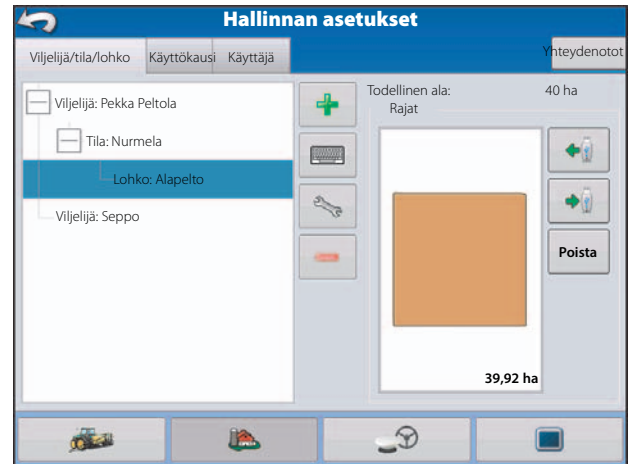 Hallinnan asetukset
Viljelijä/tila/lohko
Käyttökausi
Käyttäjä
Yhteydenotot
Viljelijä: Pekka Peltola
Tila: Nurmela
Lohko: Alapelto
Viljelijä: Seppo
Todellinen ala: 40 ha
Rajat
Poista
39,92 ha